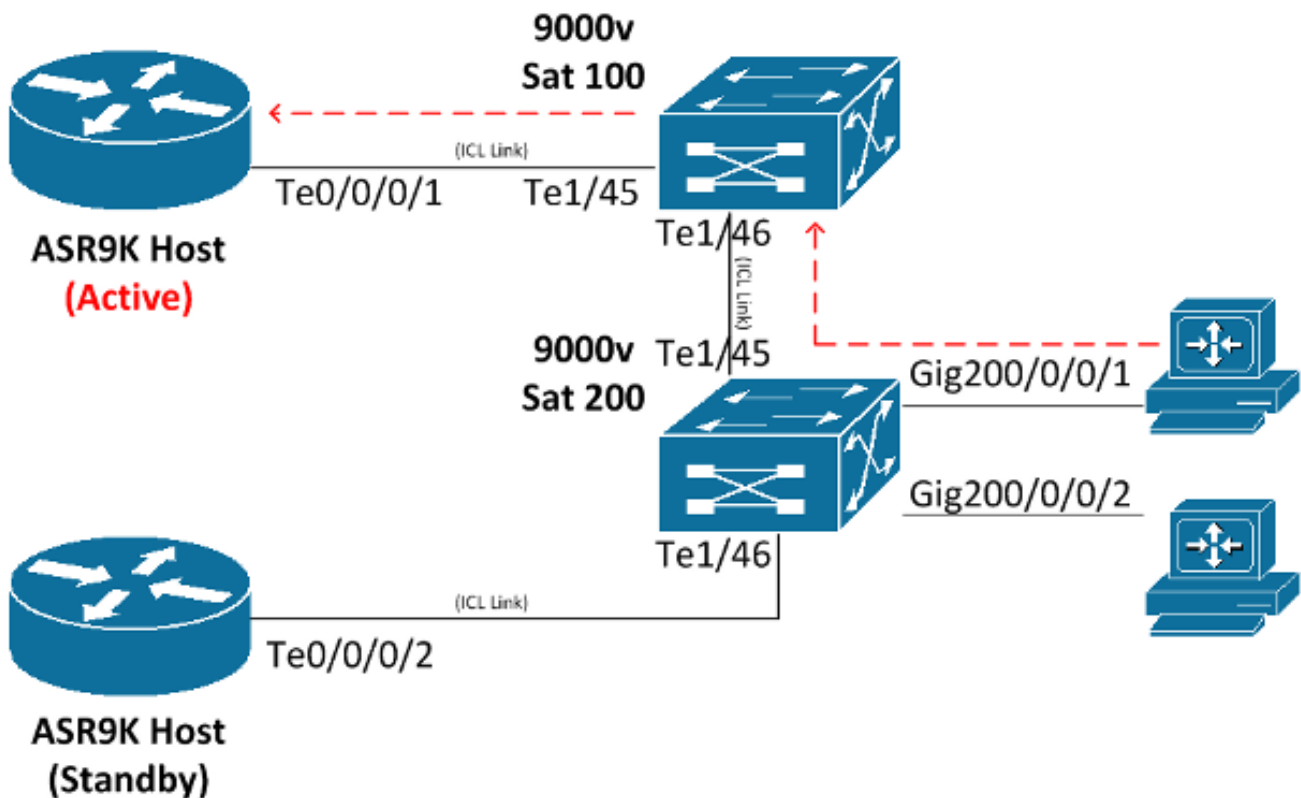 9000v
Sat 100
(ICL Link)
Te0/0/0/1
Te1/45
ASR9K Host
(Active)
Te1/46
(ICL Link)
9000v
Sat 200
Te1/45
Gig200/0/0/1
Gig200/0/0/2
Te1/46
(ICL Link)
Te0/0/0/2
ASR9K Host
(Standby)